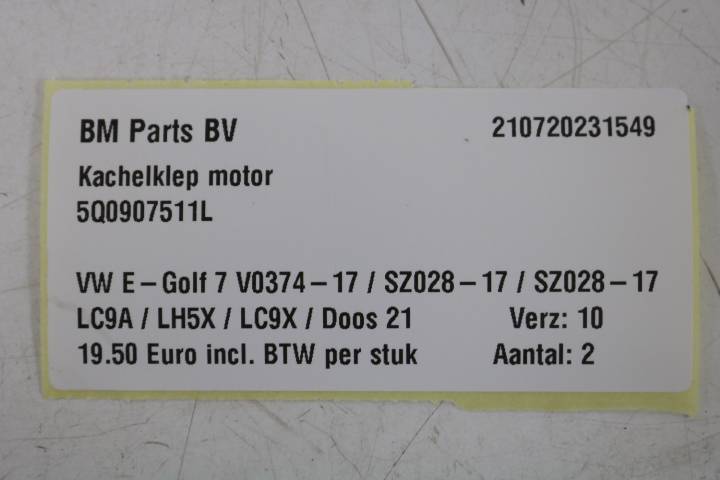 BM Parts BV 210720231549
Kachelklep motor
5Q0907511L
VW E-Golf 7 V0374-17 / SZ028-17 / SZ028-17
LC9A / LH5X / LC9X / Doos 21 Verz: 10
19.50 Euro incl. BTW per stuk Aantal: 2